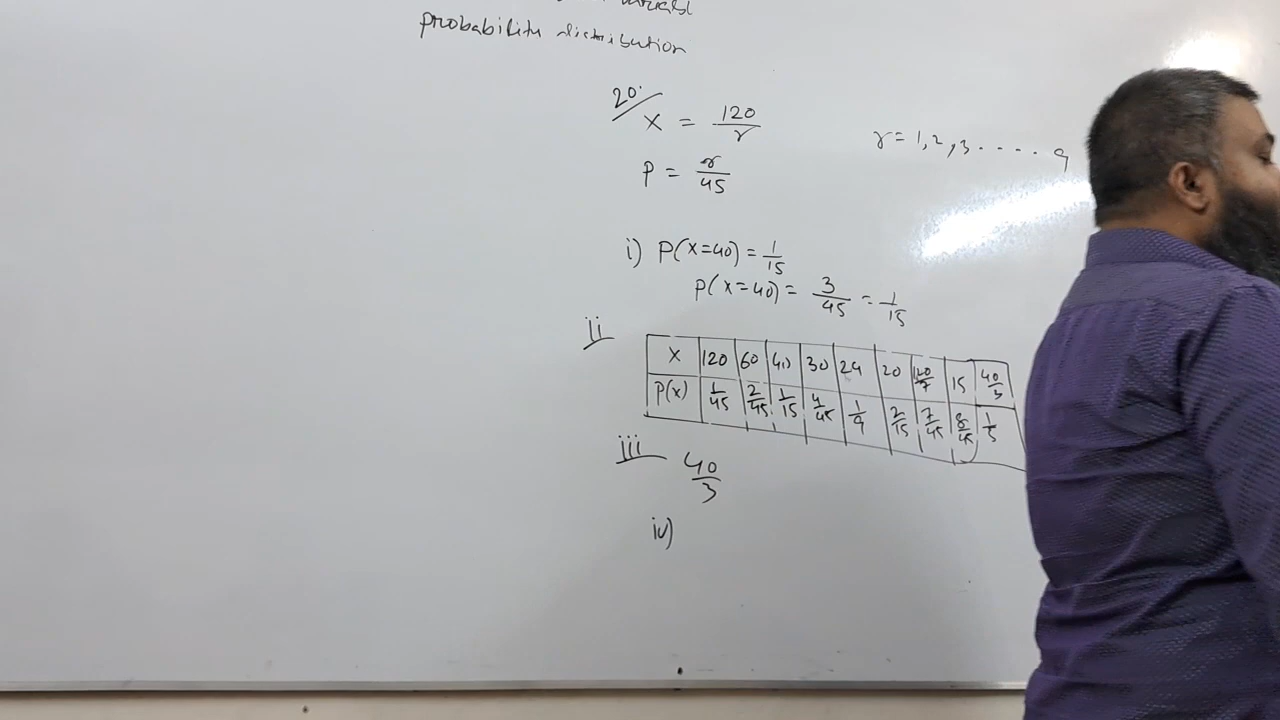 probability distribution
20.
X = 120/r
r = 1, 2, 3 ..... 9
P = r/45
i) P(X=40) = 1/15
P(X=40) = 3/45 = 1/15
ii
X 120 60 40 30 24 20 120/7 15 40/3
P(x) 1/45 2/45 1/15 4/45 1/9 2/15 7/45 8/45 1/5
iii 40/3
iv)